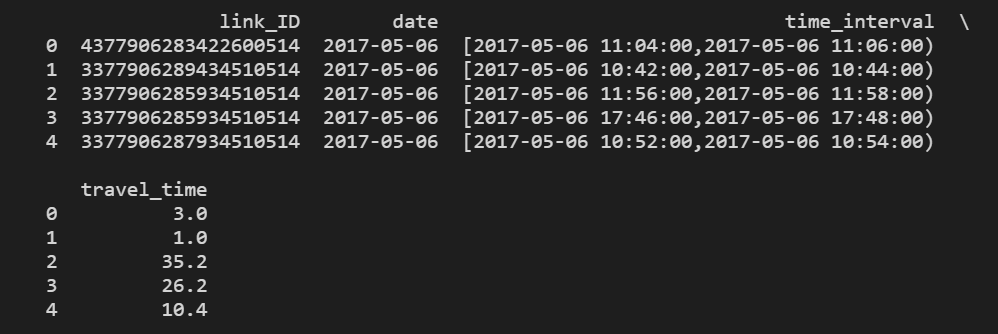 link_ID date time_interval \
0 4377906283422600514 2017-05-06 [2017-05-06 11:04:00,2017-05-06 11:06:00)
1 3377906289434510514 2017-05-06 [2017-05-06 10:42:00,2017-05-06 10:44:00)
2 3377906285934510514 2017-05-06 [2017-05-06 11:56:00,2017-05-06 11:58:00)
3 3377906285934510514 2017-05-06 [2017-05-06 17:46:00,2017-05-06 17:48:00)
4 3377906287934510514 2017-05-06 [2017-05-06 10:52:00,2017-05-06 10:54:00)
travel_time
0 3.0
1 1.0
2 35.2
3 26.2
4 10.4